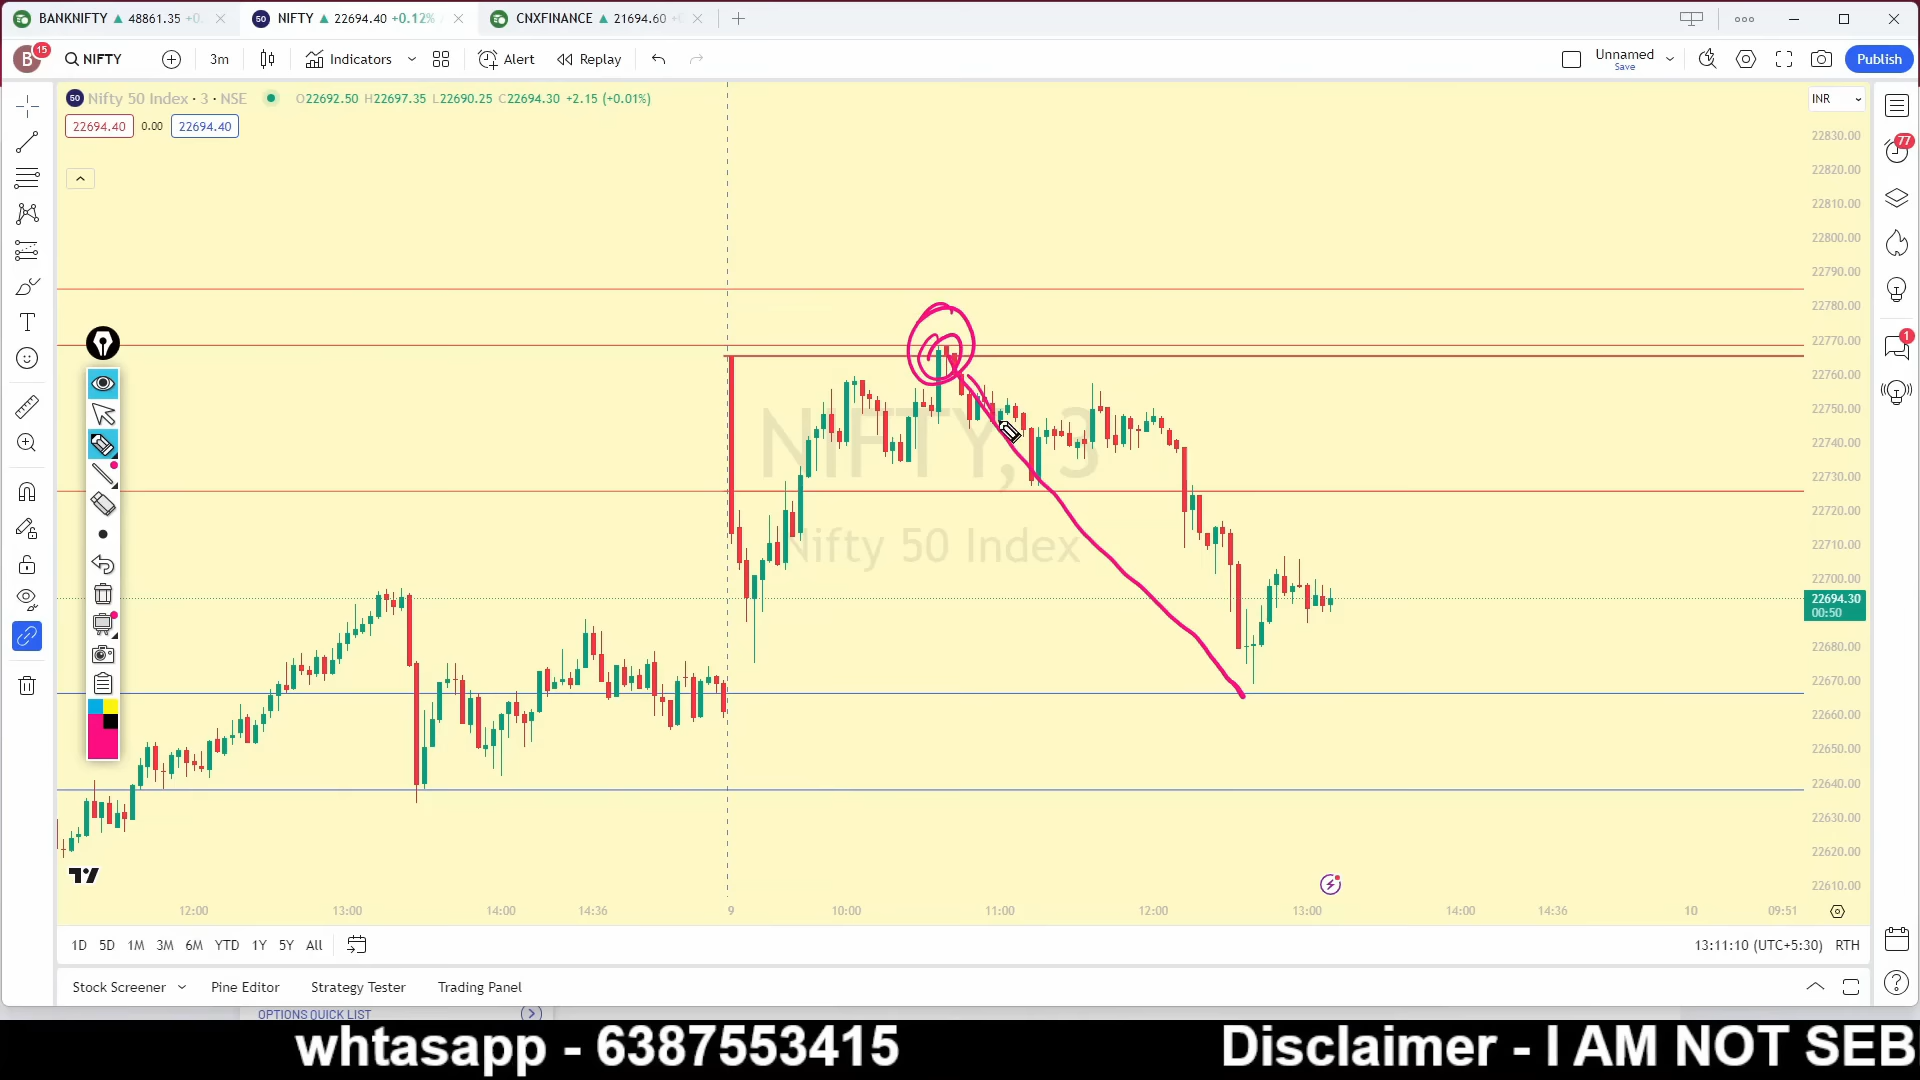 BANKNIFTY ▲ 48861.35 +0.
50 NIFTY ▲ 22694.40 +0.12%
CNXFINANCE ▲ 21694.60 +
B 15 NIFTY 3m Indicators Alert Replay Unnamed Publish
Save
50 Nifty 50 Index · 3 · NSE O22692.50 H22697.35 L22690.25 C22694.30 +2.15 (+0.01%) INR
22694.40 0.00 22694.40
22830.00
77
22820.00
22810.00
22800.00
22790.00
22780.00
22770.00
1
22760.00
22750.00
22740.00
22730.00
22720.00
22710.00
22700.00
22694.30
00:50
22680.00
22670.00
22660.00
22650.00
22640.00
22630.00
22620.00
22610.00
NIFTY, 3
Nifty 50 Index
12:00 13:00 14:00 14:36 9 10:00 11:00 12:00 13:00 14:00 14:36 10 09:51
1D 5D 1M 3M 6M YTD 1Y 5Y All 13:11:10 (UTC+5:30) RTH
Stock Screener Pine Editor Strategy Tester Trading Panel
OPTIONS QUICK LIST
whtasapp - 6387553415 Disclaimer - I AM NOT SEB